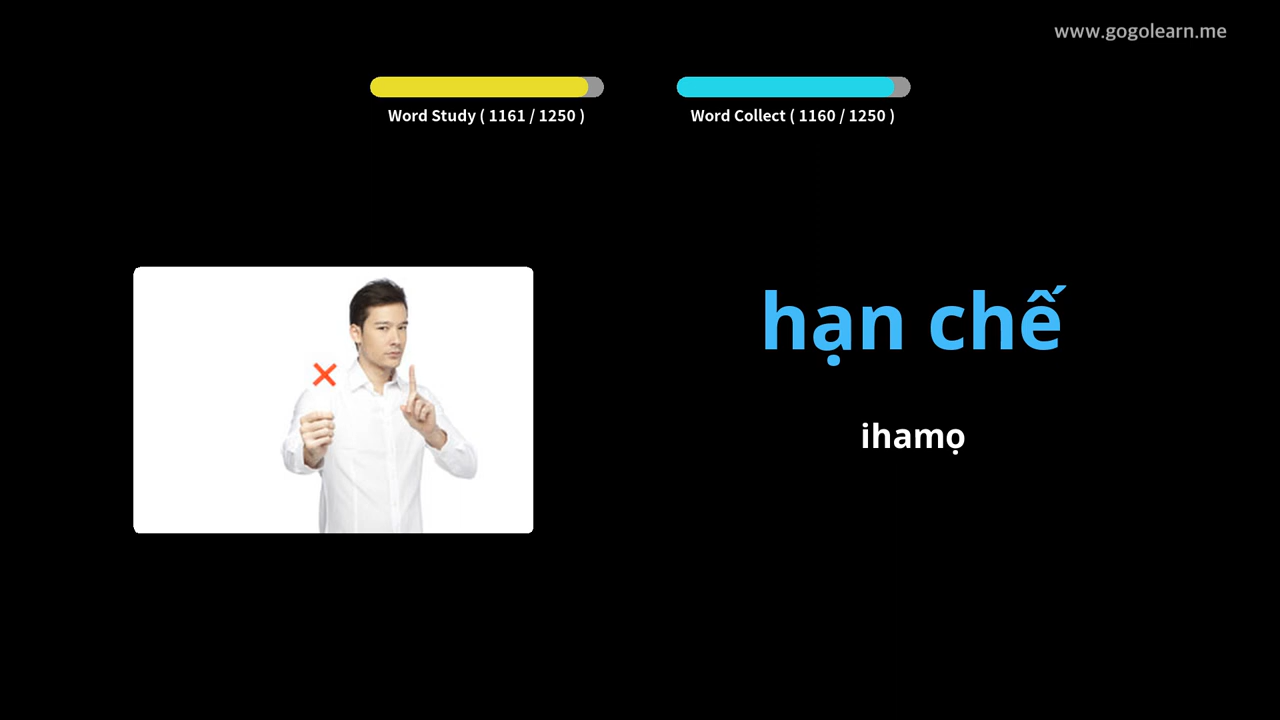 www.gogolearn.me
Word Study ( 1161 / 1250 )
Word Collect ( 1160 / 1250 )
hạn chế
ihamọ